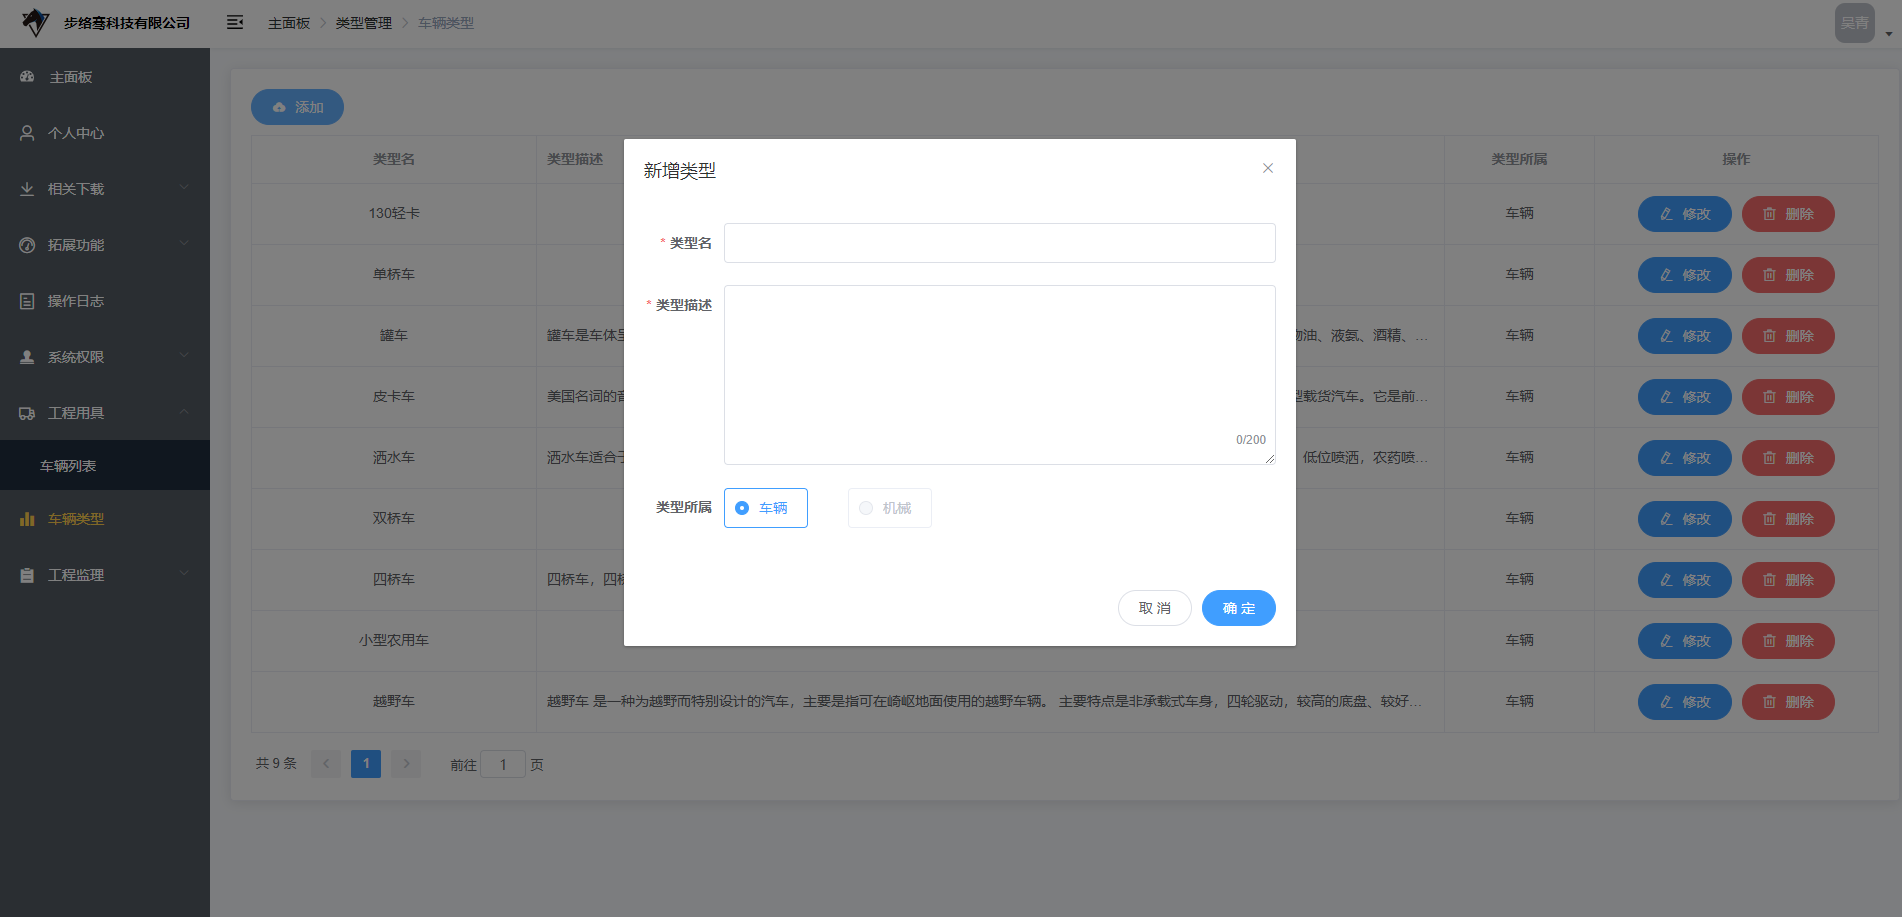 步络骞科技有限公司
主面板 > 类型管理 > 车辆类型
吴青
主面板
个人中心
相关下载
拓展功能
操作日志
系统权限
工程用具
车辆列表
车辆类型
工程监理
添加
类型名 类型描述 类型所属 操作
130轻卡 车辆 修改 删除
单桥车 车辆 修改 删除
罐车 罐车是车体呈 物油、液氨、酒精、... 车辆 修改 删除
皮卡车 美国名词的音 型载货汽车。它是前... 车辆 修改 删除
洒水车 洒水车适合于 低位喷洒，农药喷... 车辆 修改 删除
双桥车 车辆 修改 删除
四桥车 四桥车，四桥 车辆 修改 删除
小型农用车 车辆 修改 删除
越野车 越野车 是一种为越野而特别设计的汽车，主要是指可在崎岖地面使用的越野车辆。 主要特点是非承载式车身，四轮驱动，较高的底盘、较好... 车辆 修改 删除
共 9 条 1 前往 1 页
新增类型
* 类型名
* 类型描述
0/200
类型所属 车辆 机械
取 消 确 定